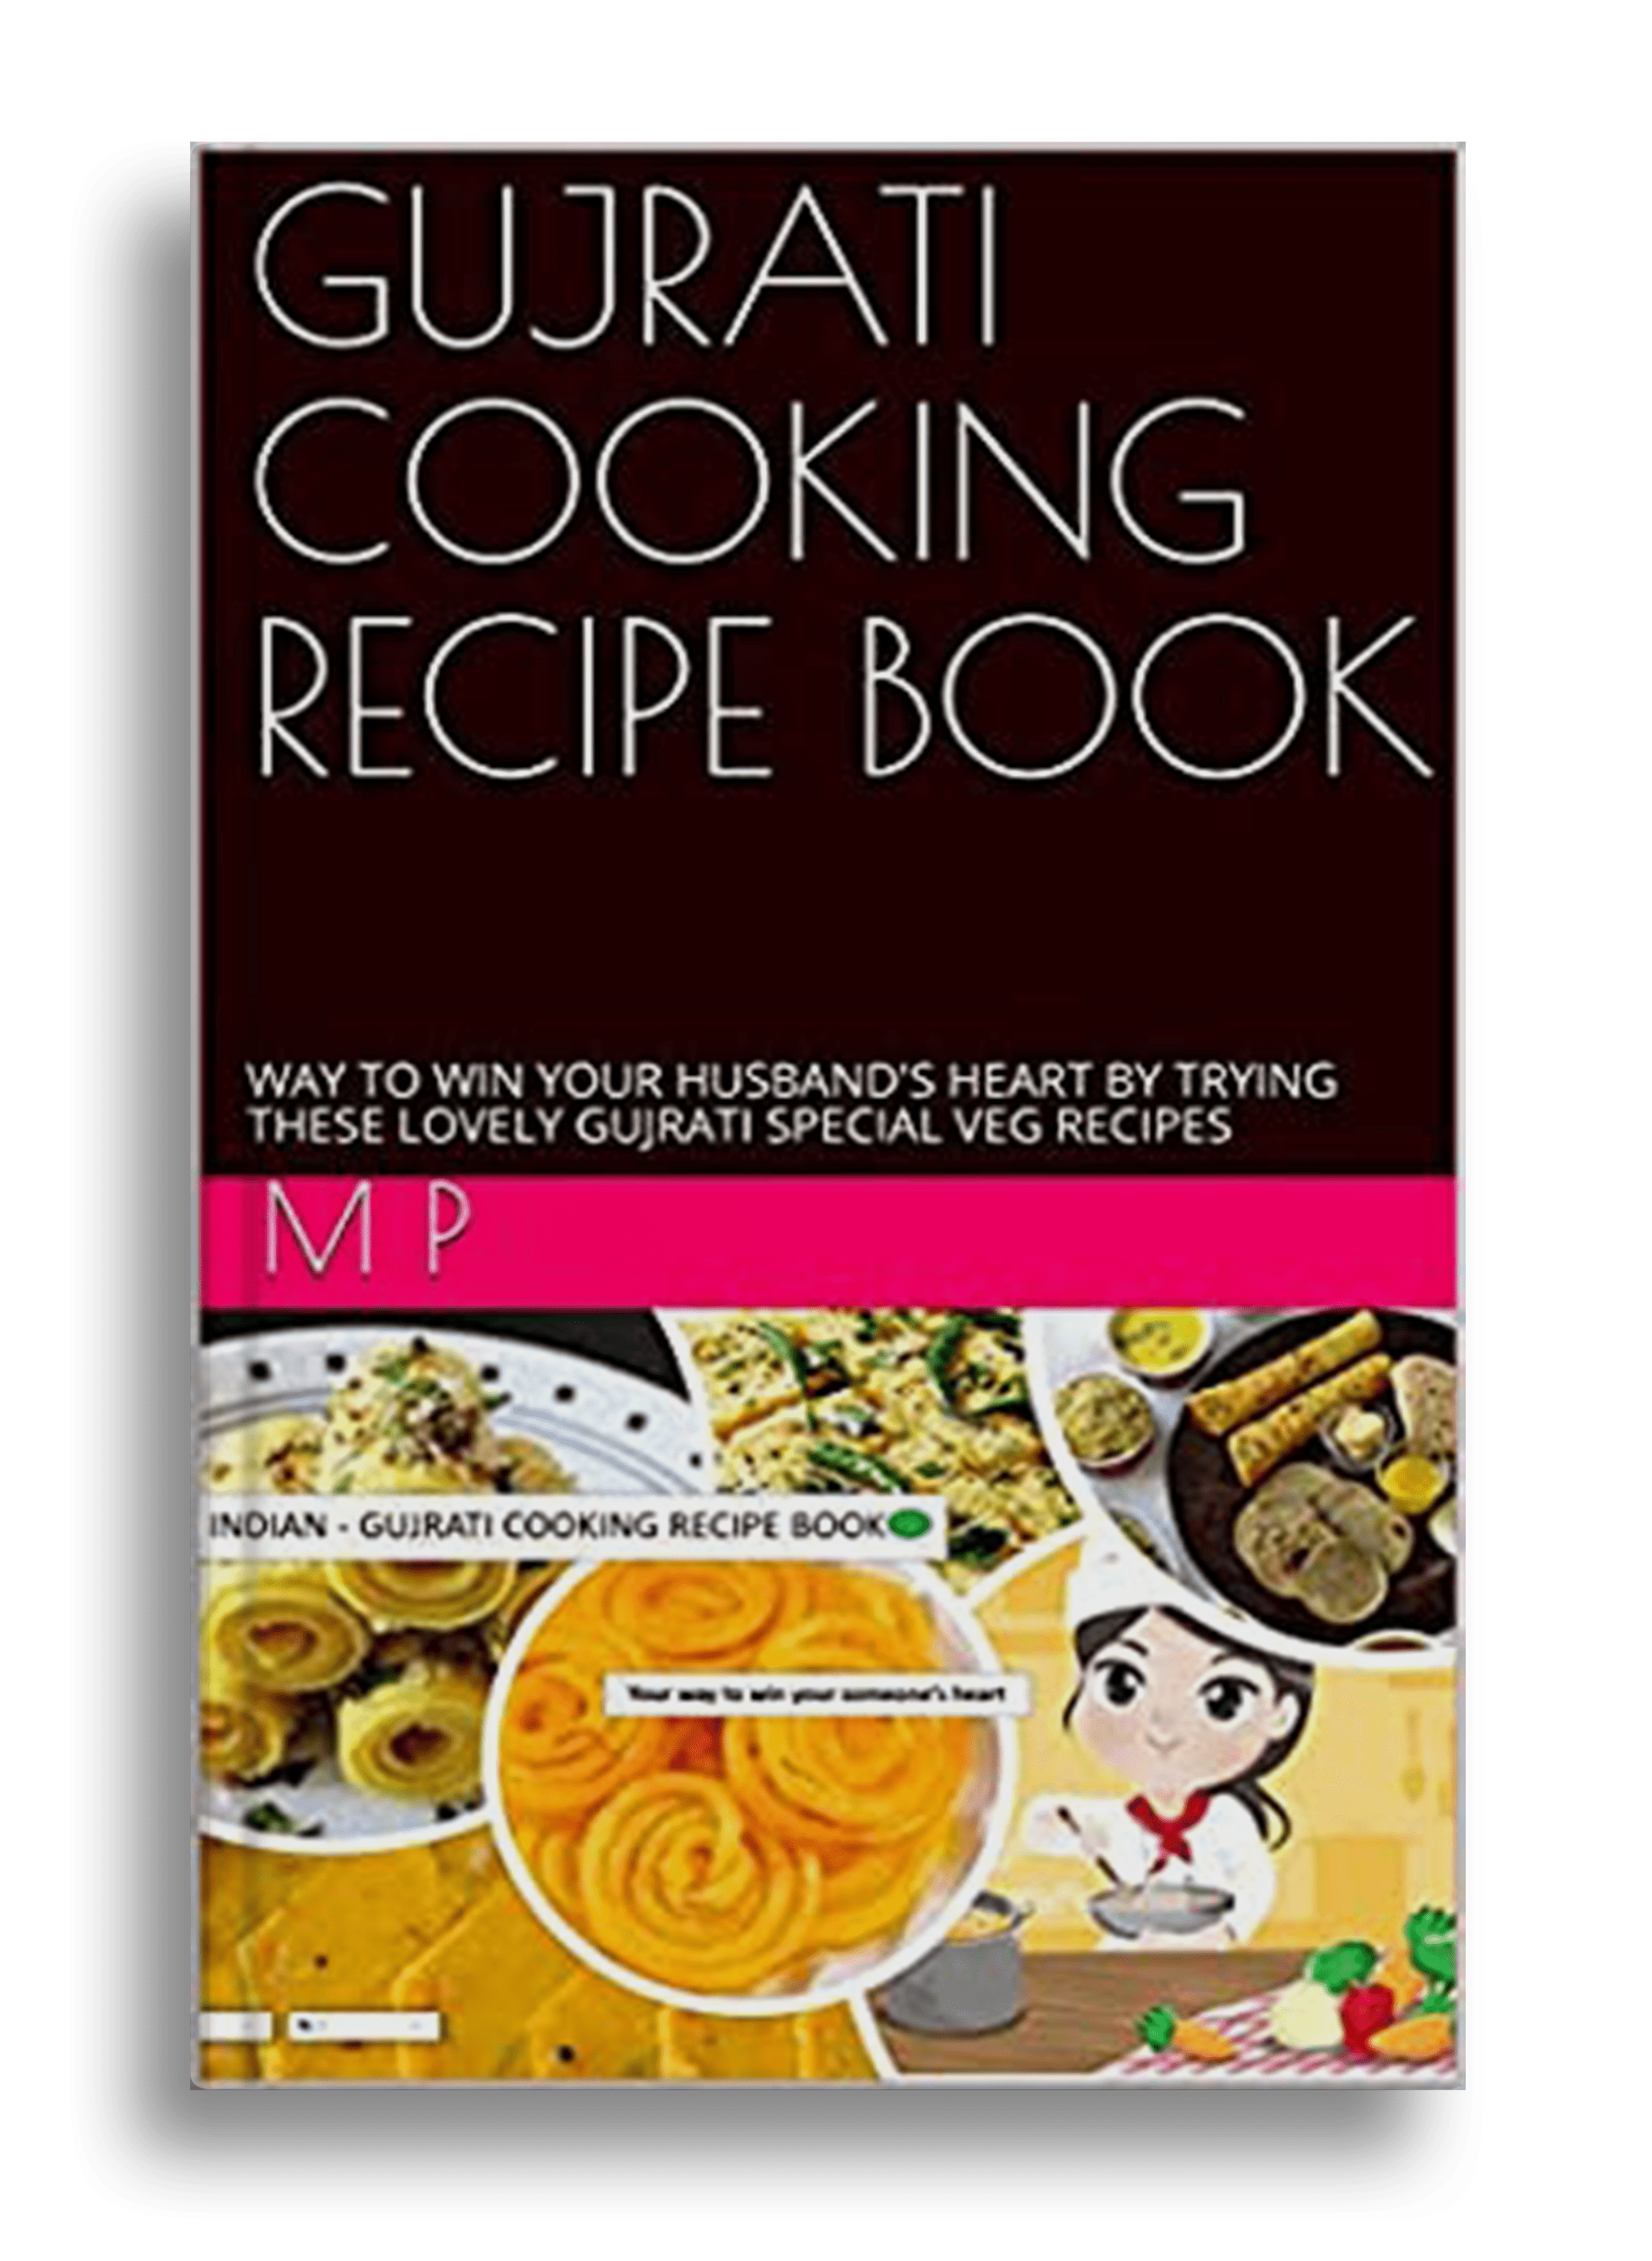 GUJRATI
COOKING
RECIPE BOOK
WAY TO WIN YOUR HUSBAND'S HEART BY TRYING
THESE LOVELY GUJRATI SPECIAL VEG RECIPES
M P
INDIAN - GUJRATI COOKING RECIPE BOOK
Your way to win your someone's heart